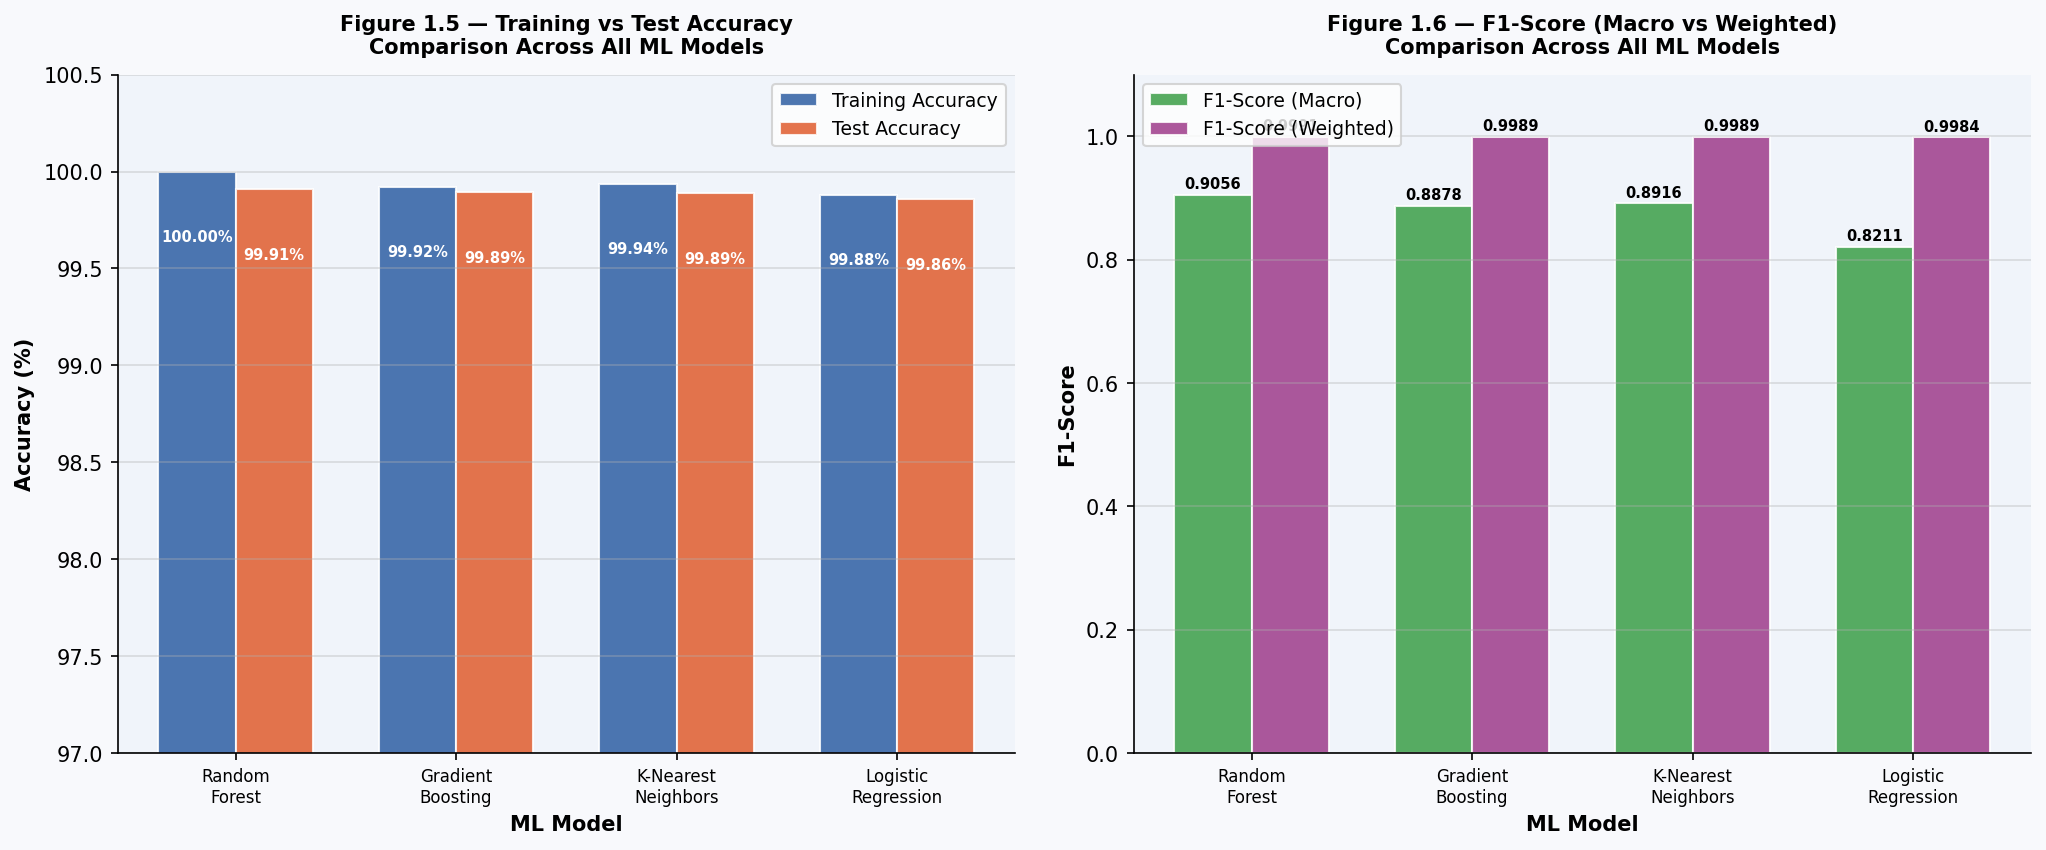 Figure 1.5 — Training vs Test Accuracy
Comparison Across All ML Models
100.5
100.0
99.5
99.0
98.5
98.0
97.5
97.0
Accuracy (%)
Training Accuracy
Test Accuracy
100.00%
99.91%
99.92%
99.89%
99.94%
99.89%
99.88%
99.86%
Random
Forest
Gradient
Boosting
K-Nearest
Neighbors
Logistic
Regression
ML Model
Figure 1.6 — F1-Score (Macro vs Weighted)
Comparison Across All ML Models
1.0
0.8
0.6
0.4
0.2
0.0
F1-Score
F1-Score (Macro)
F1-Score (Weighted)
0.9056
0.8878
0.9989
0.8916
0.9989
0.8211
0.9984
Random
Forest
Gradient
Boosting
K-Nearest
Neighbors
Logistic
Regression
ML Model